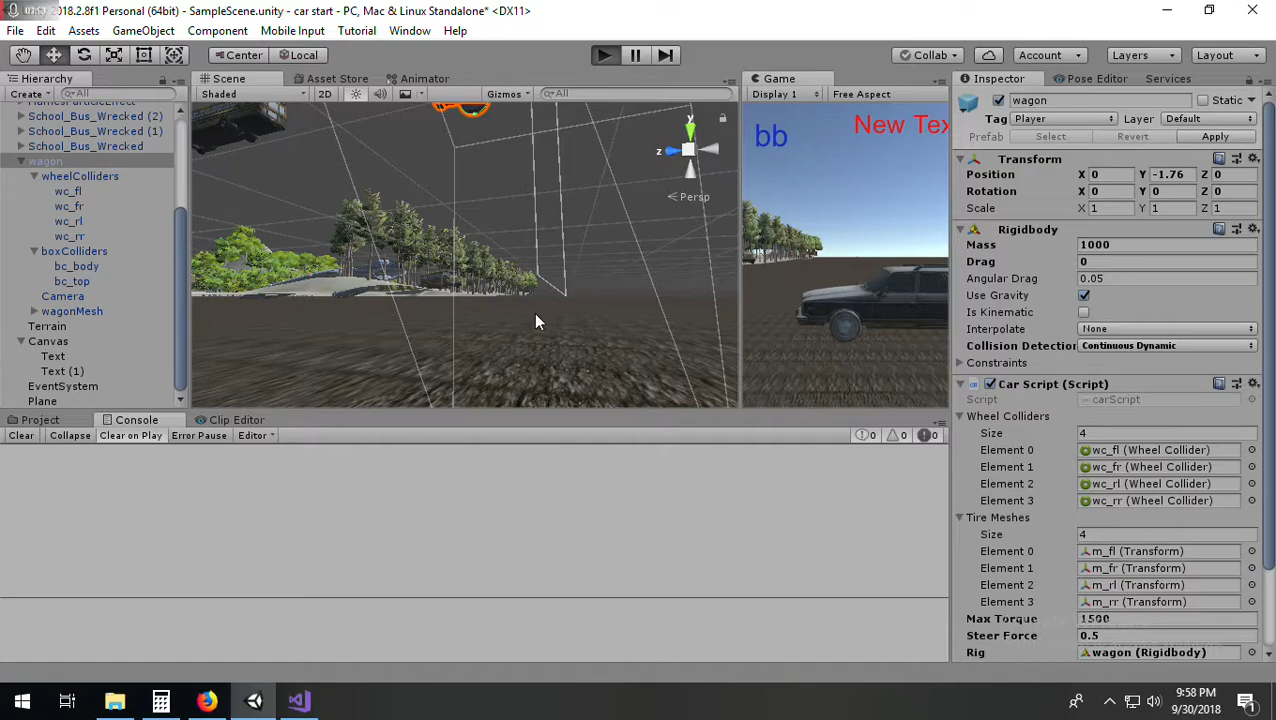 2018.2.8f1 Personal (64bit) - SampleScene.unity - car start - PC, Mac & Linux Standalone* <DX11>
File Edit Assets GameObject Component Mobile Input Tutorial Window Help
Center Local Collab Account Layers Layout
Hierarchy Scene Asset Store Animator Game Inspector Pose Editor Services
Create All Shaded 2D Gizmos All Display 1 Free Aspect
School_Bus_Wrecked (2)
School_Bus_Wrecked (1)
School_Bus_Wrecked
wagon
wheelColliders
wc_fl
wc_fr
wc_rl
wc_rr
boxColliders
bc_body
bc_top
Camera
wagonMesh
Terrain
Canvas
Text
Text (1)
EventSystem
Plane
y
z
Persp
bb
New Tex
wagon Static
Tag Player Layer Default
Prefab Select Revert Apply
Transform
Position X 0 Y -1.76 Z 0
Rotation X 0 Y 0 Z 0
Scale X 1 Y 1 Z 1
Rigidbody
Mass 1000
Drag 0
Angular Drag 0.05
Use Gravity
Is Kinematic
Interpolate None
Collision Detection Continuous Dynamic
Constraints
Car Script (Script)
Script carScript
Wheel Colliders
Size 4
Element 0 wc_fl (Wheel Collider)
Element 1 wc_fr (Wheel Collider)
Element 2 wc_rl (Wheel Collider)
Element 3 wc_rr (Wheel Collider)
Tire Meshes
Size 4
Element 0 m_fl (Transform)
Element 1 m_fr (Transform)
Element 2 m_rl (Transform)
Element 3 m_rr (Transform)
Max Torque 1500
Steer Force 0.5
Rig wagon (Rigidbody)
Project Console Clip Editor
Clear Collapse Clear on Play Error Pause Editor 0 0 0
9:58 PM
9/30/2018
1